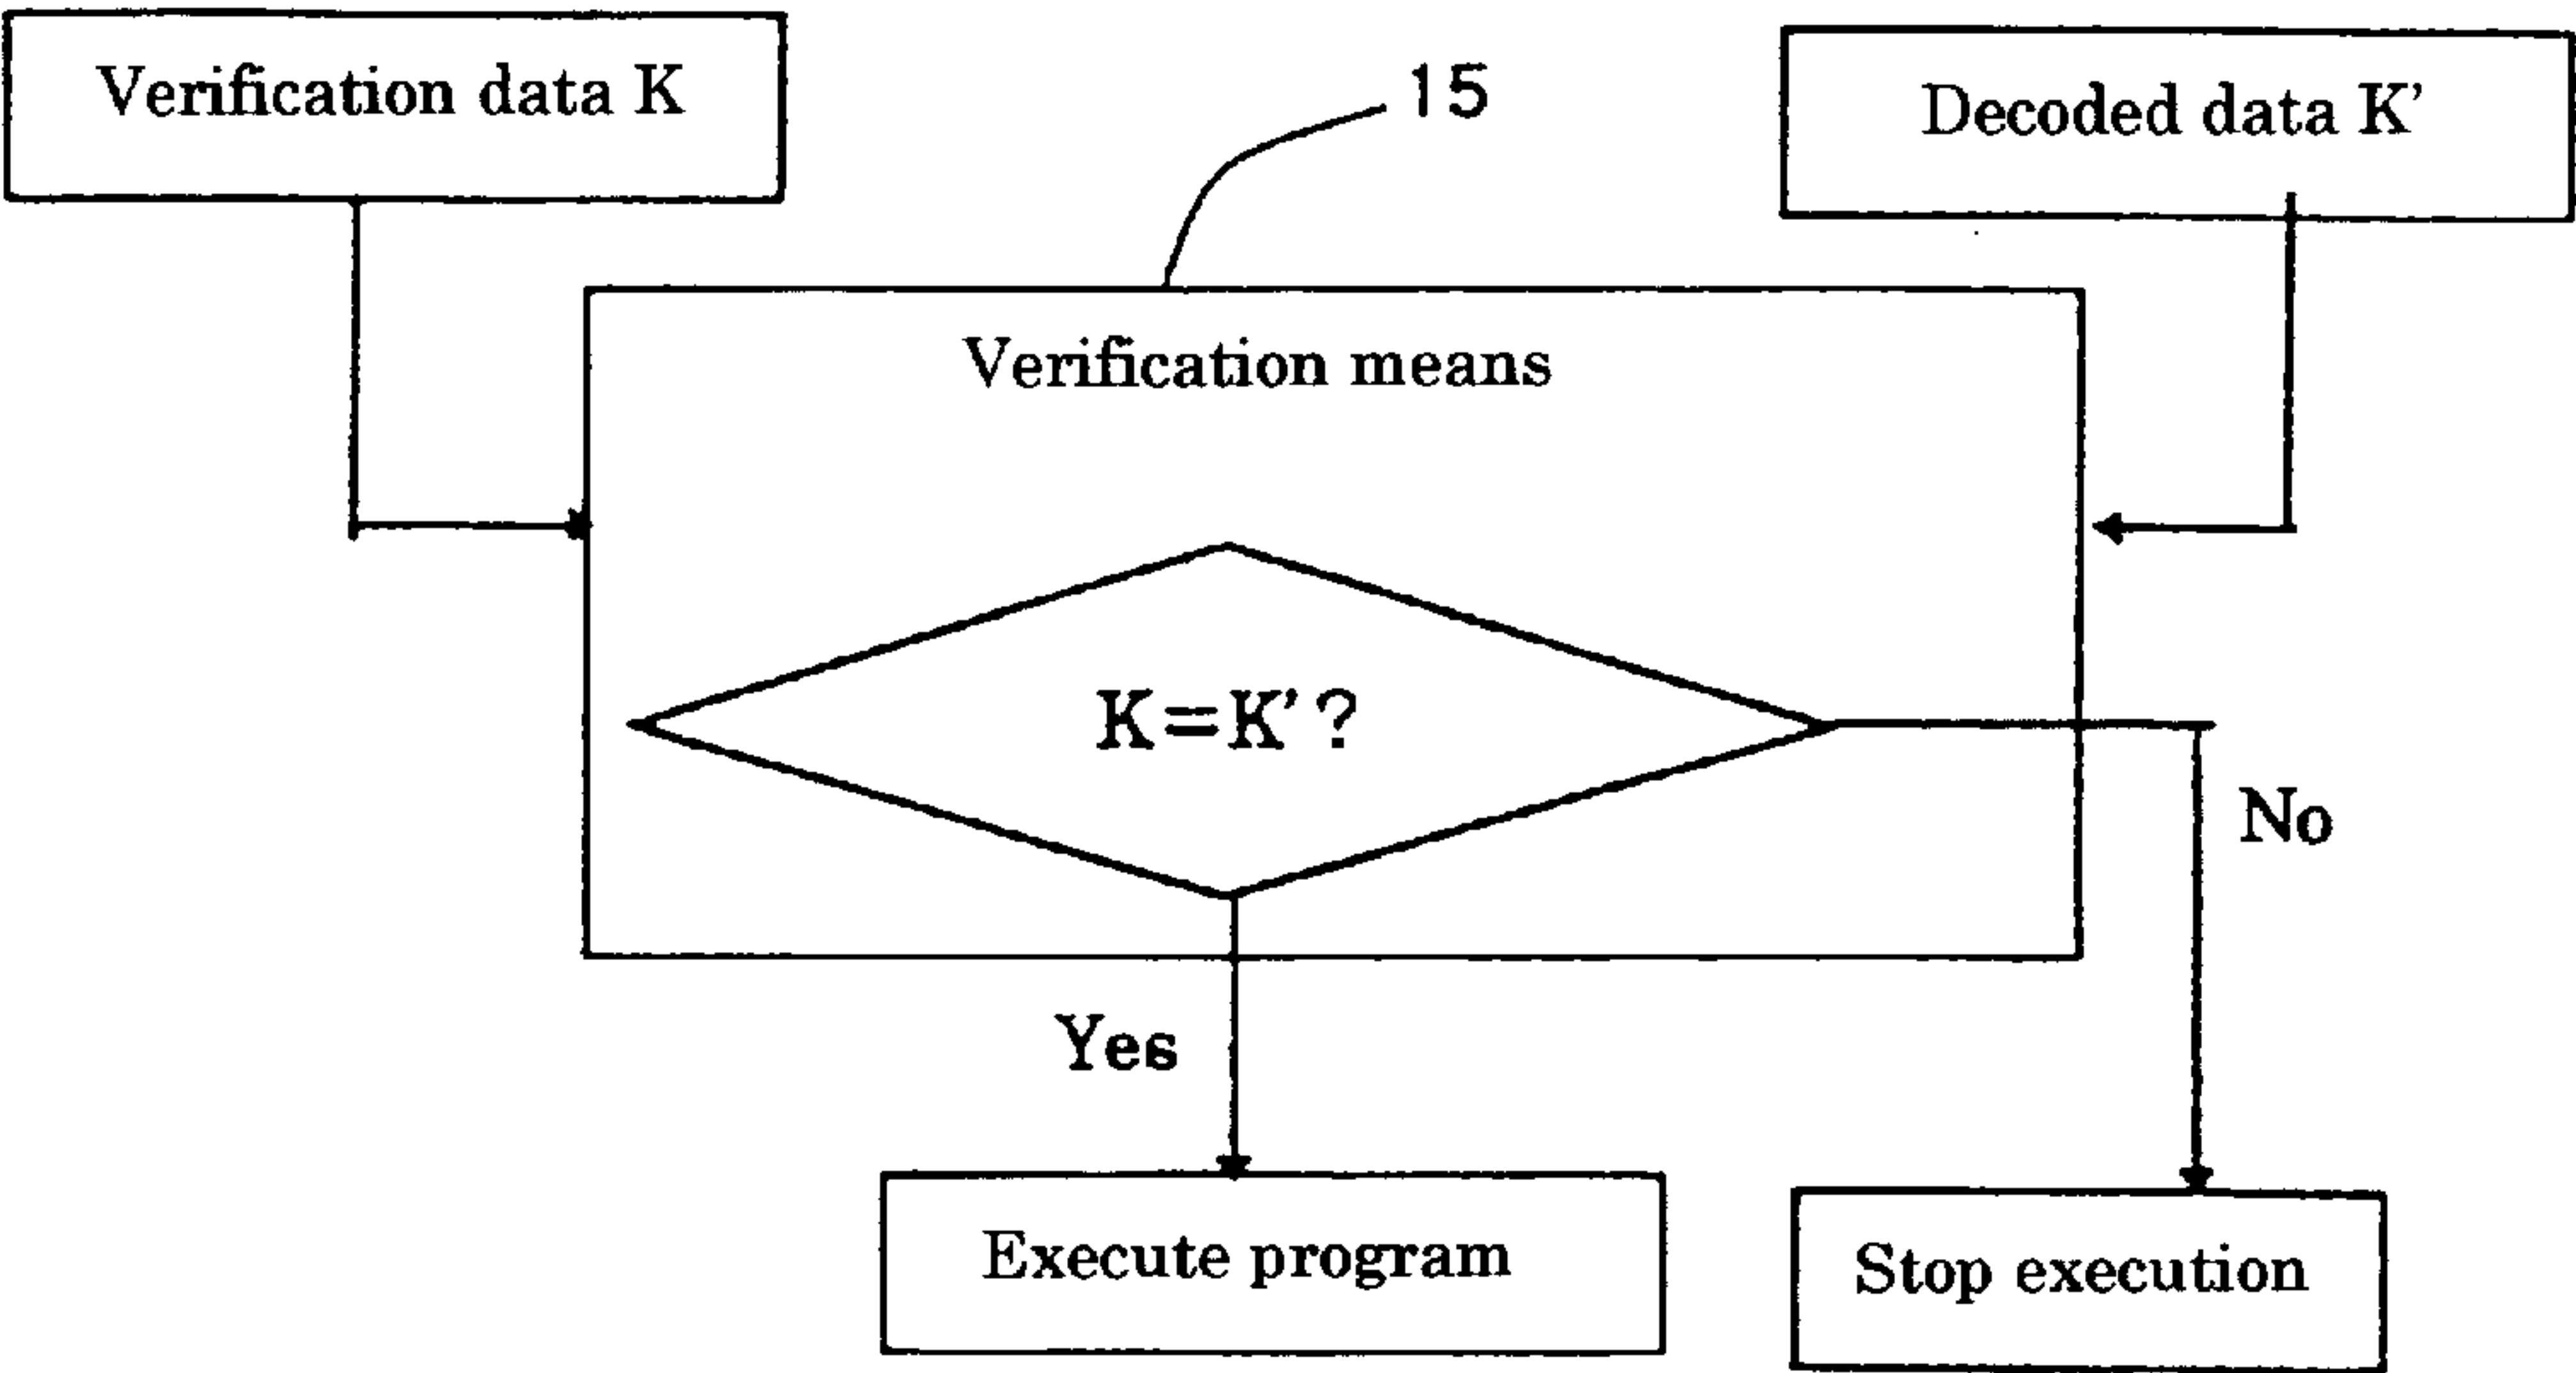 Verification data K
15
Decoded data K’
Verification means
K=K’?
No
Yes
Execute program
Stop execution